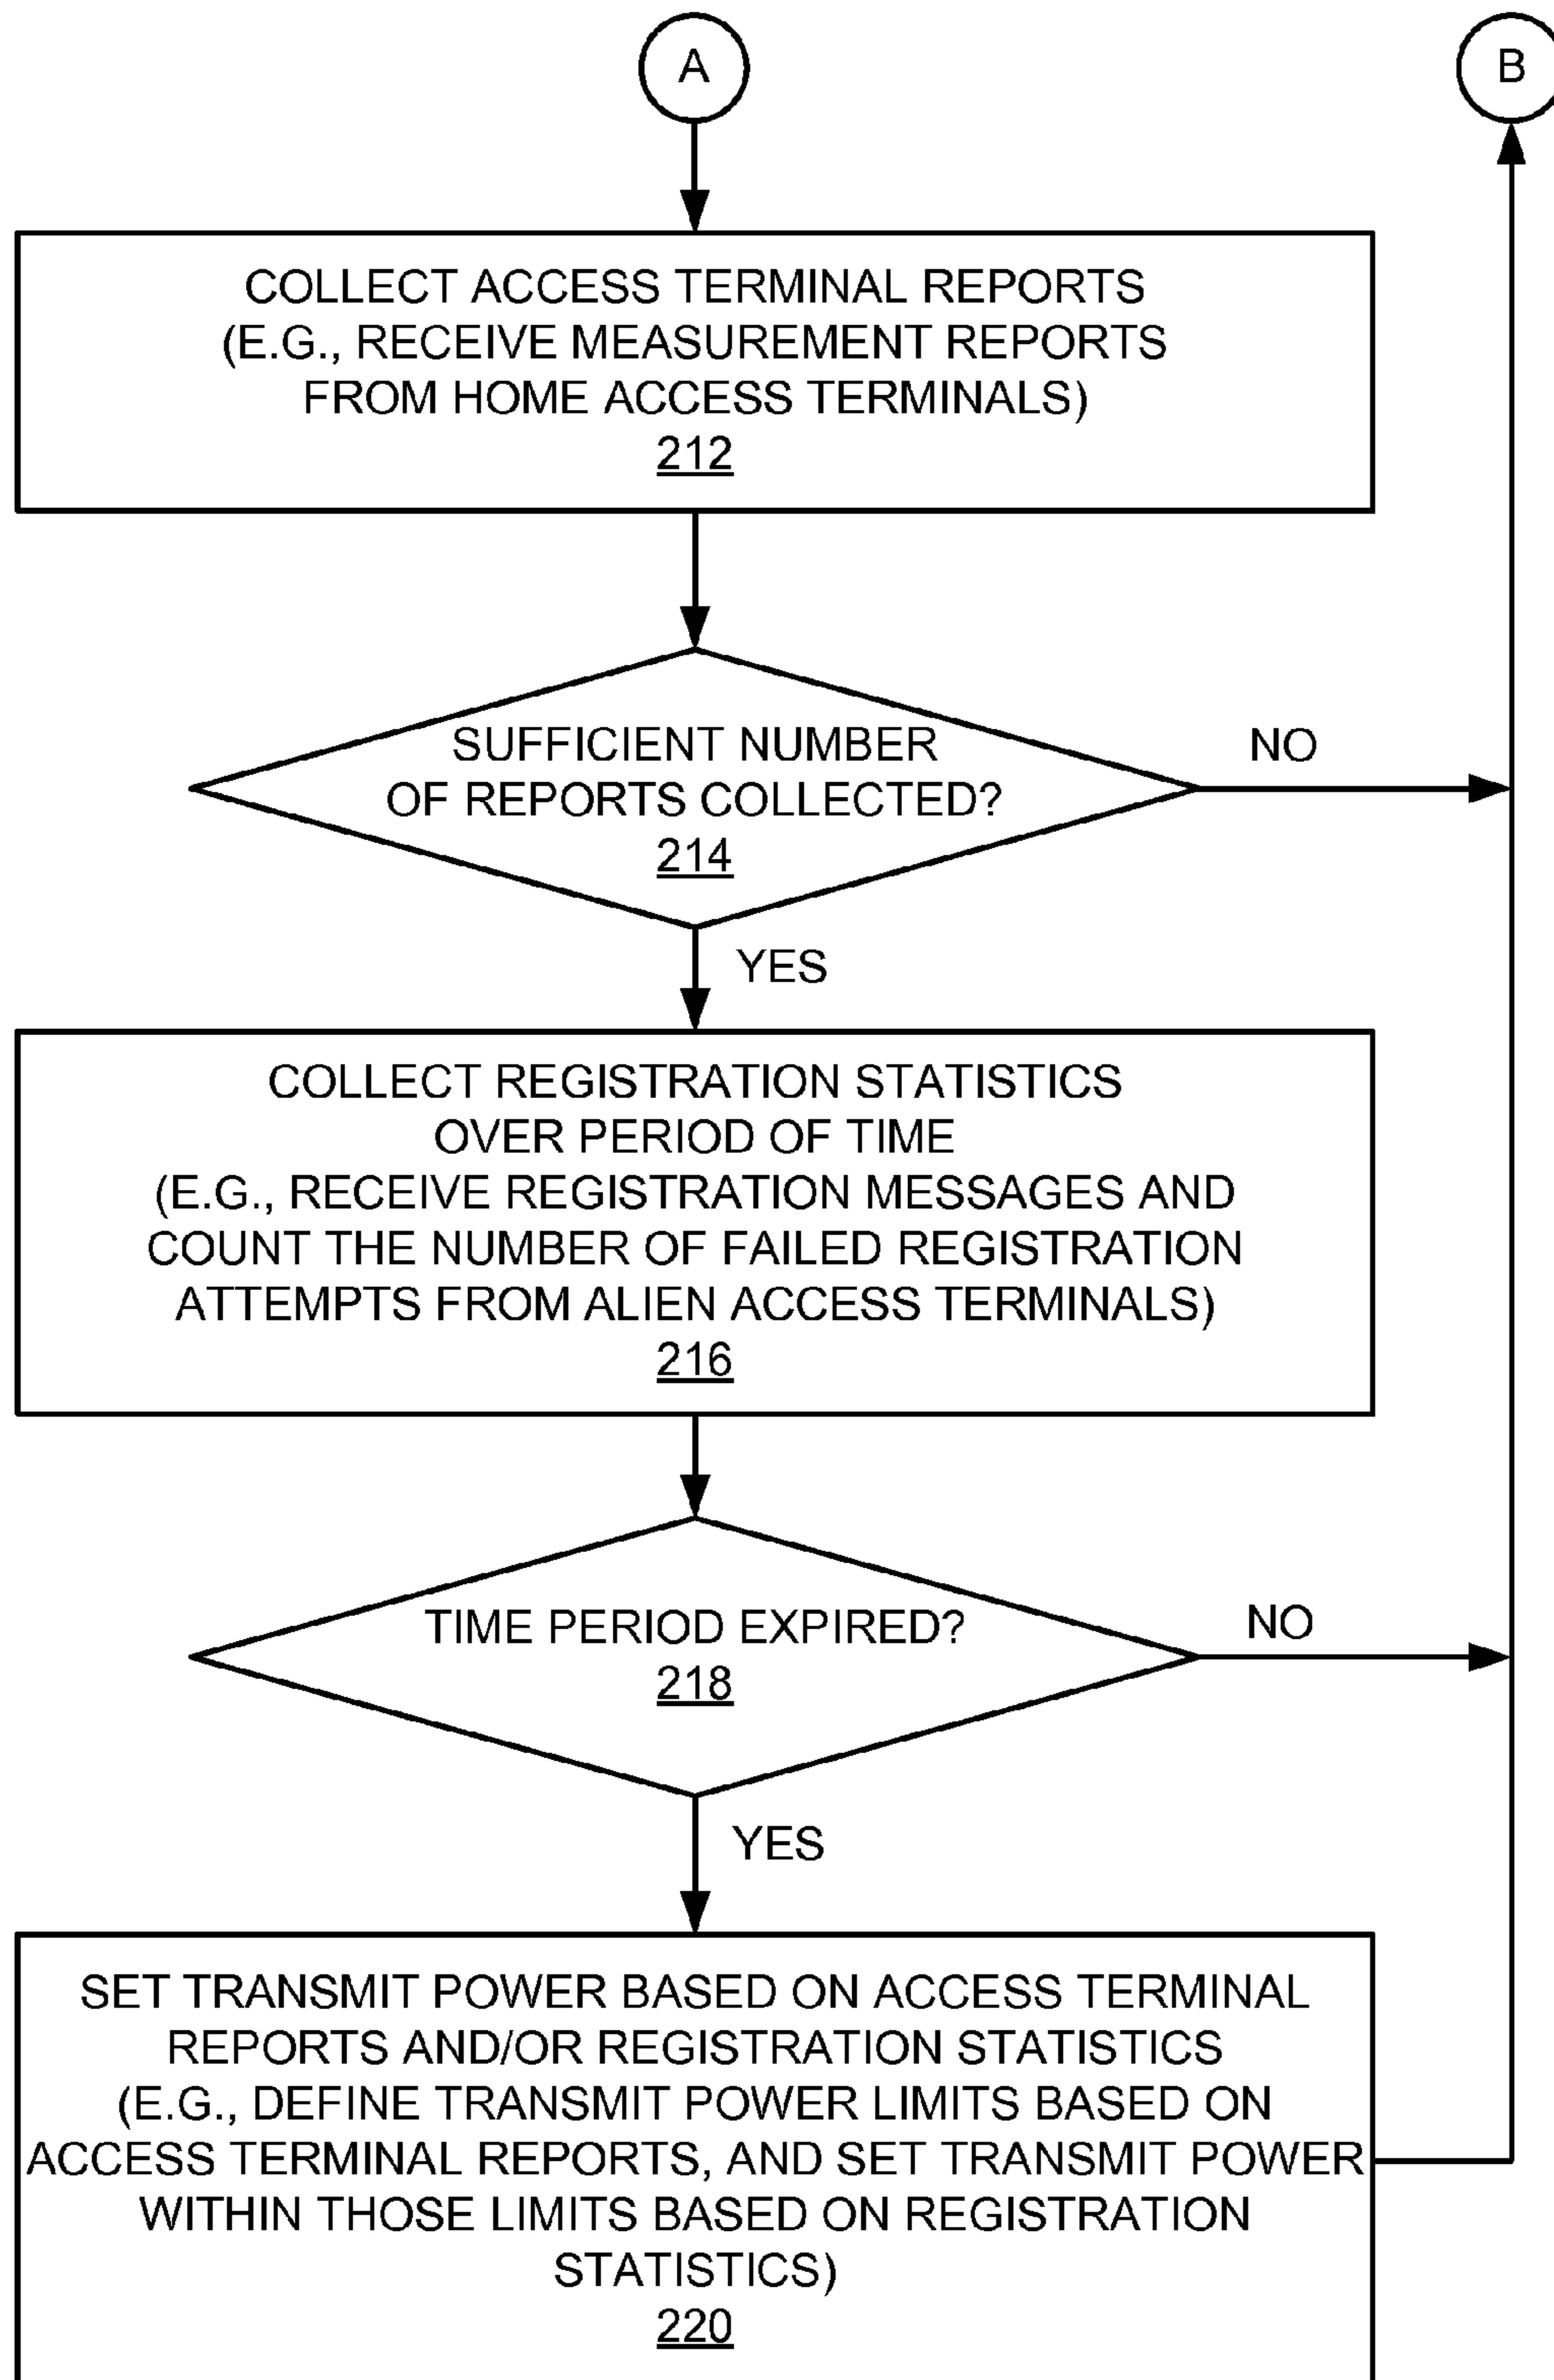 A
B
COLLECT ACCESS TERMINAL REPORTS
(E.G., RECEIVE MEASUREMENT REPORTS
FROM HOME ACCESS TERMINALS)
212
SUFFICIENT NUMBER
OF REPORTS COLLECTED?
214
NO
YES
COLLECT REGISTRATION STATISTICS
OVER PERIOD OF TIME
(E.G., RECEIVE REGISTRATION MESSAGES AND
COUNT THE NUMBER OF FAILED REGISTRATION
ATTEMPTS FROM ALIEN ACCESS TERMINALS)
216
TIME PERIOD EXPIRED?
218
NO
YES
SET TRANSMIT POWER BASED ON ACCESS TERMINAL
REPORTS AND/OR REGISTRATION STATISTICS
(E.G., DEFINE TRANSMIT POWER LIMITS BASED ON
ACCESS TERMINAL REPORTS, AND SET TRANSMIT POWER
WITHIN THOSE LIMITS BASED ON REGISTRATION
STATISTICS)
220